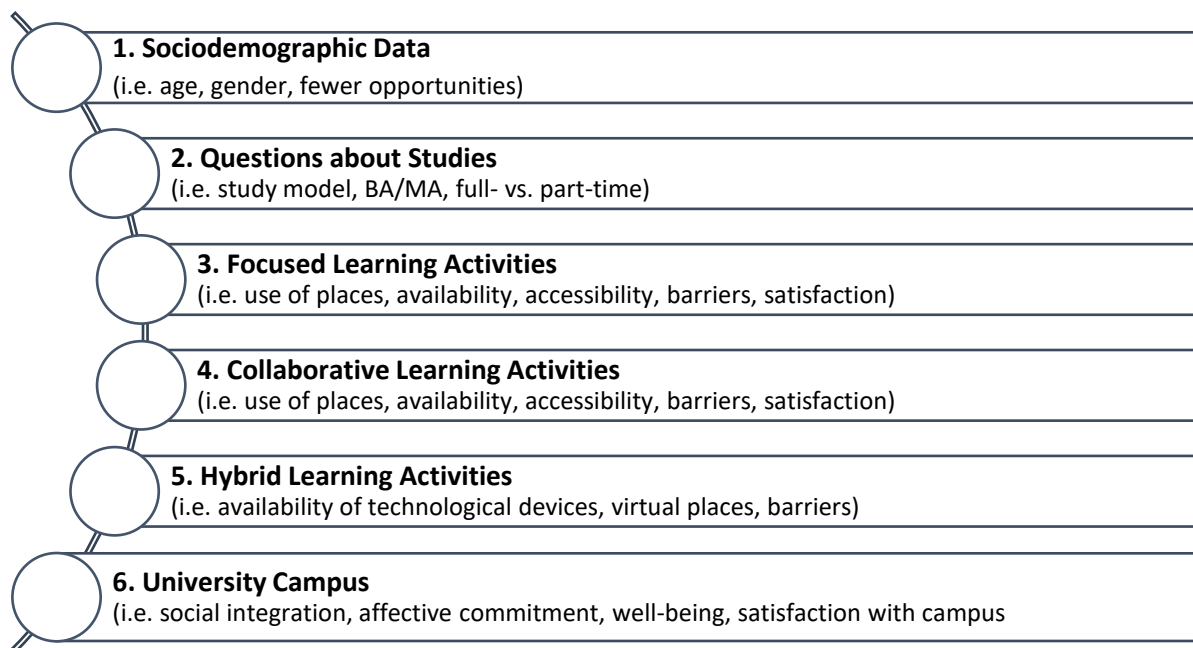 1. Sociodemographic Data
(i.e. age, gender, fewer opportunities)
2. Questions about Studies
(i.e. study model, BA/MA, full- vs. part-time)
3. Focused Learning Activities
(i.e. use of places, availability, accessibility, barriers, satisfaction)
4. Collaborative Learning Activities
(i.e. use of places, availability, accessibility, barriers, satisfaction)
5. Hybrid Learning Activities
(i.e. availability of technological devices, virtual places, barriers)
6. University Campus
(i.e. social integration, affective commitment, well-being, satisfaction with campus